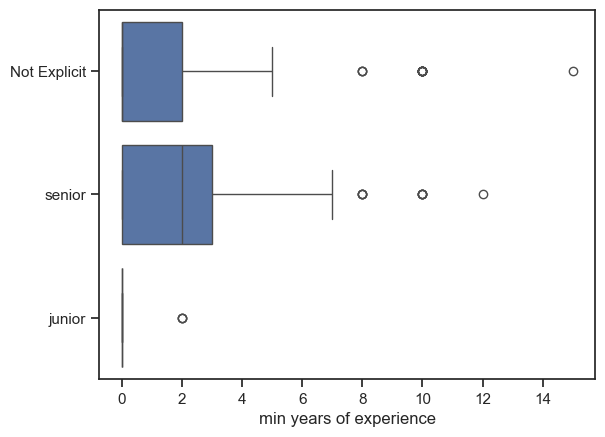 Not Explicit
senior
junior
0 2 4 6 8 10 12 14
min years of experience